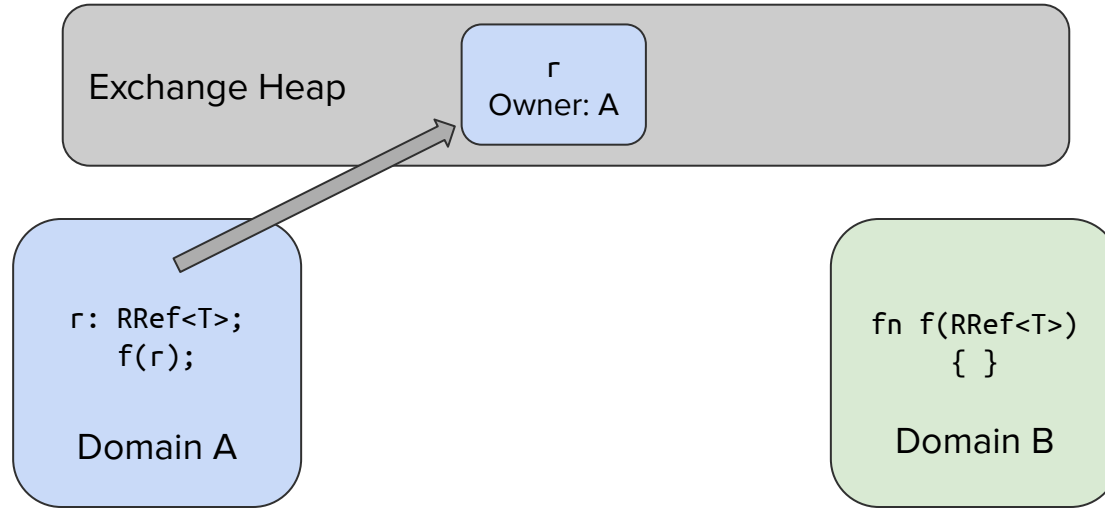 Exchange Heap
r
Owner: A
r: RRef<T>;
f(r);
Domain A
fn f(RRef<T>)
{ }
Domain B